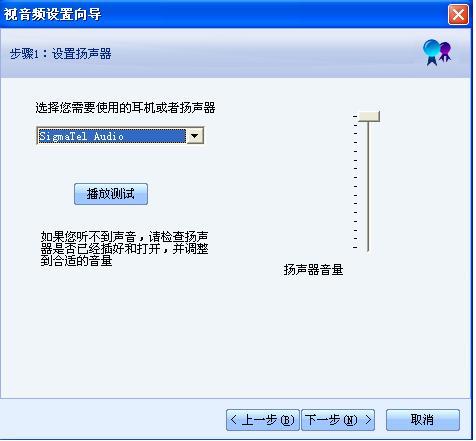 视音频设置向导
步骤1：设置扬声器
选择您需要使用的耳机或者扬声器
SigmaTel Audio
播放测试
如果您听不到声音，请检查扬声
器是否已经插好和打开，并调整
到合适的音量
扬声器音量
< 上一步(B)
下一步(N) >
取消